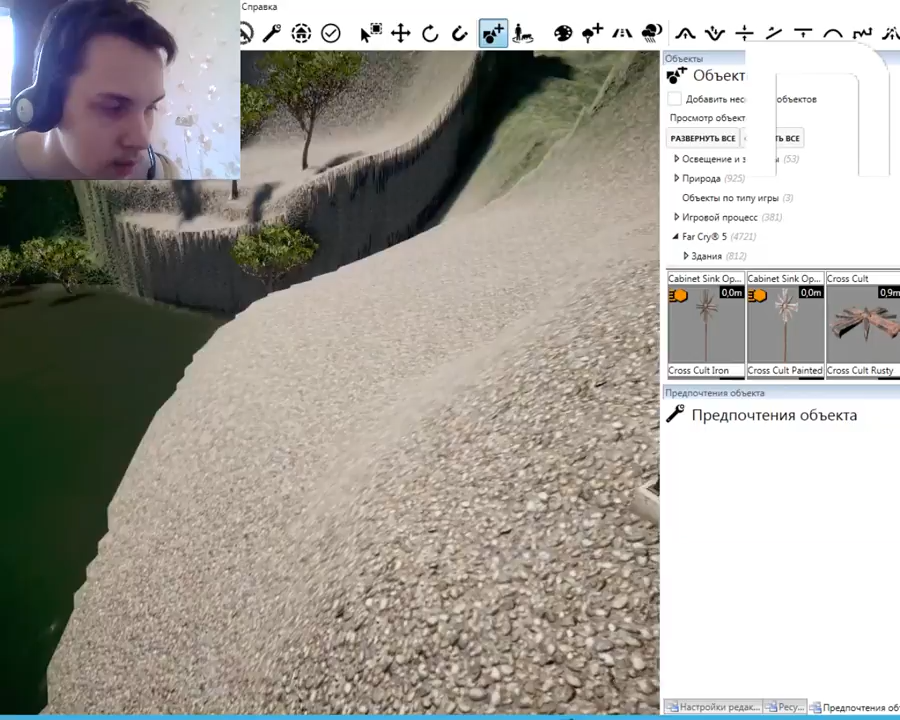 Справка
Объекты
Объект
Добавить нес объектов
Просмотр объект
РАЗВЕРНУТЬ ВСЕ ТЬ ВСЕ
Освещение и з (53)
Природа (925)
Объекты по типу игры (3)
Игровой процесс (381)
Far Cry® 5 (4721)
Здания (812)
Cabinet Sink Op... Cabinet Sink Op... Cross Cult
0,0m 0,0m 0,9m
Cross Cult Iron Cross Cult Painted Cross Cult Rusty
Предпочтения объекта
Предпочтения объекта
Настройки редак... Ресу... Предпочтения об